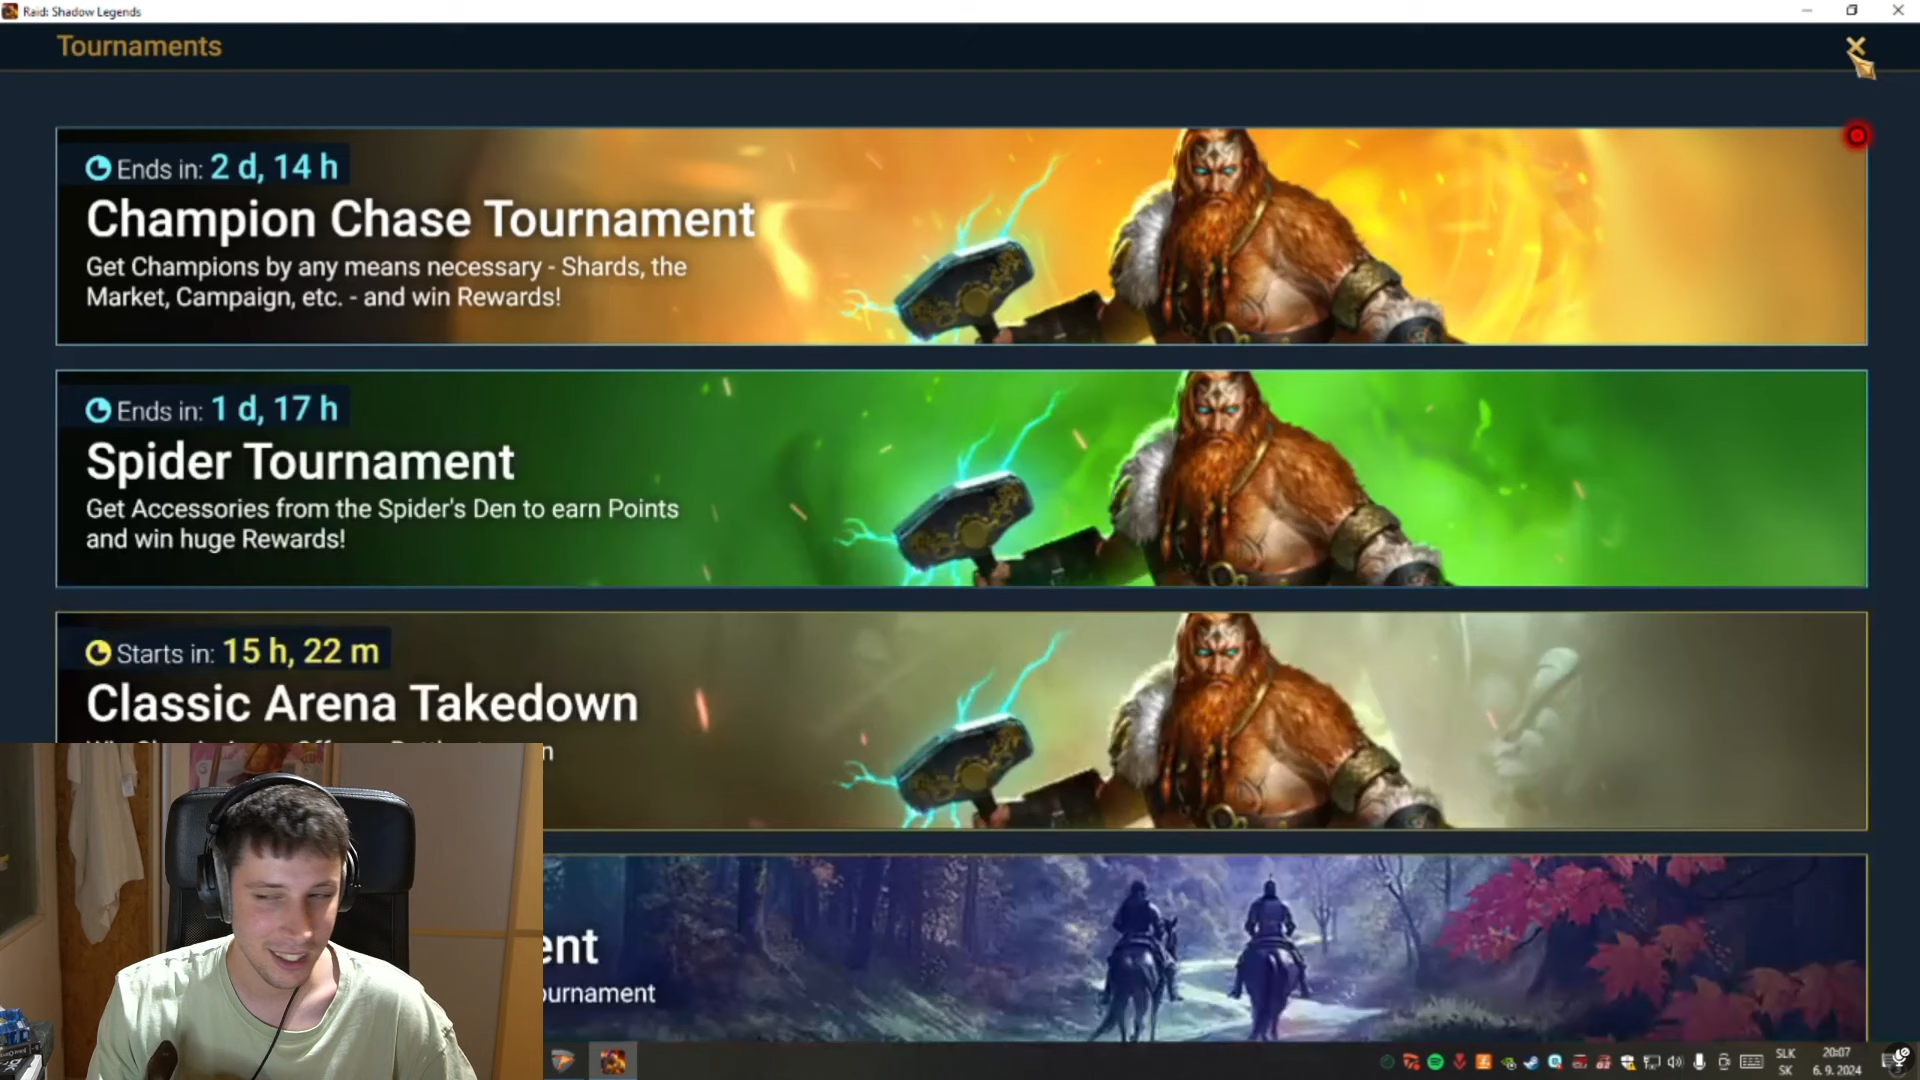 Raid: Shadow Legends
Tournaments
Ends in: 2 d, 14 h
Champion Chase Tournament
Get Champions by any means necessary - Shards, the
Market, Campaign, etc. - and win Rewards!
Ends in: 1 d, 17 h
Spider Tournament
Get Accessories from the Spider's Den to earn Points
and win huge Rewards!
Starts in: 15 h, 22 m
Classic Arena Takedown
ent
ournament
SLK
SK
20:07
6. 9. 2024